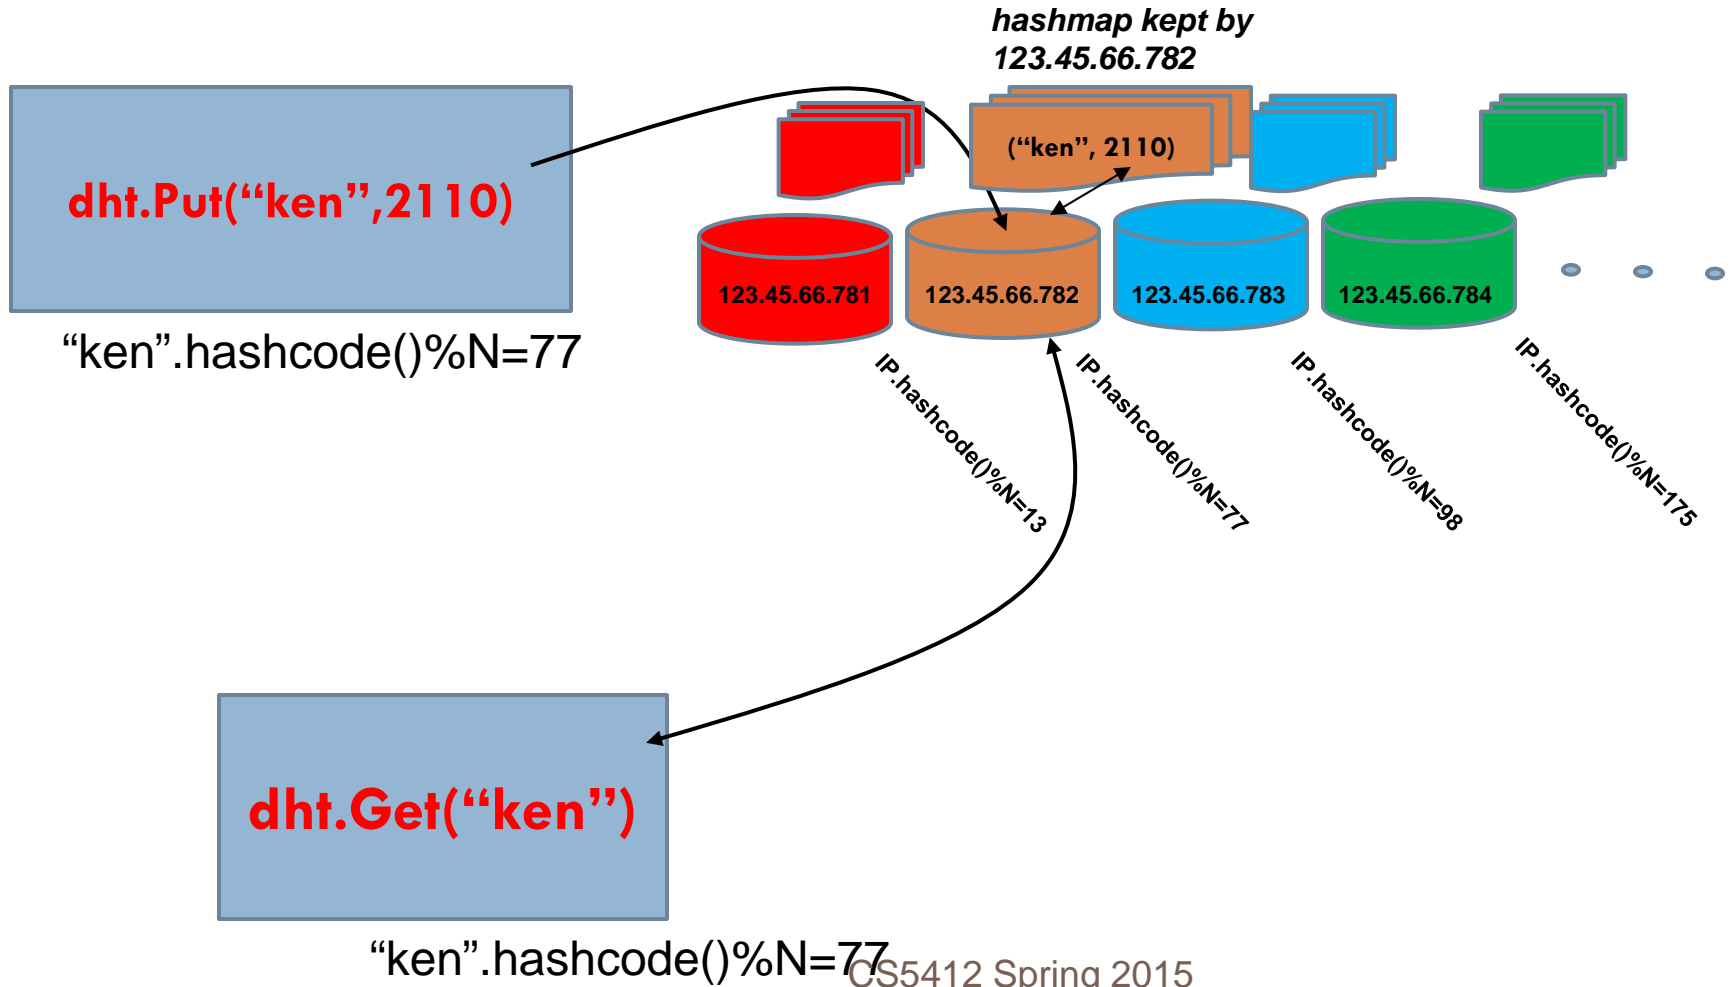 hashmap kept by
123.45.66.782
dht.Put(“ken”,2110)
(“ken”, 2110)
123.45.66.781
123.45.66.782
123.45.66.783
123.45.66.784
“ken”.hashcode()%N=77
IP.hashcode()%N=13
IP.hashcode()%N=77
IP.hashcode()%N=98
IP.hashcode()%N=175
dht.Get(“ken”)
“ken”.hashcode()%N=77
CS5412 Spring 2015